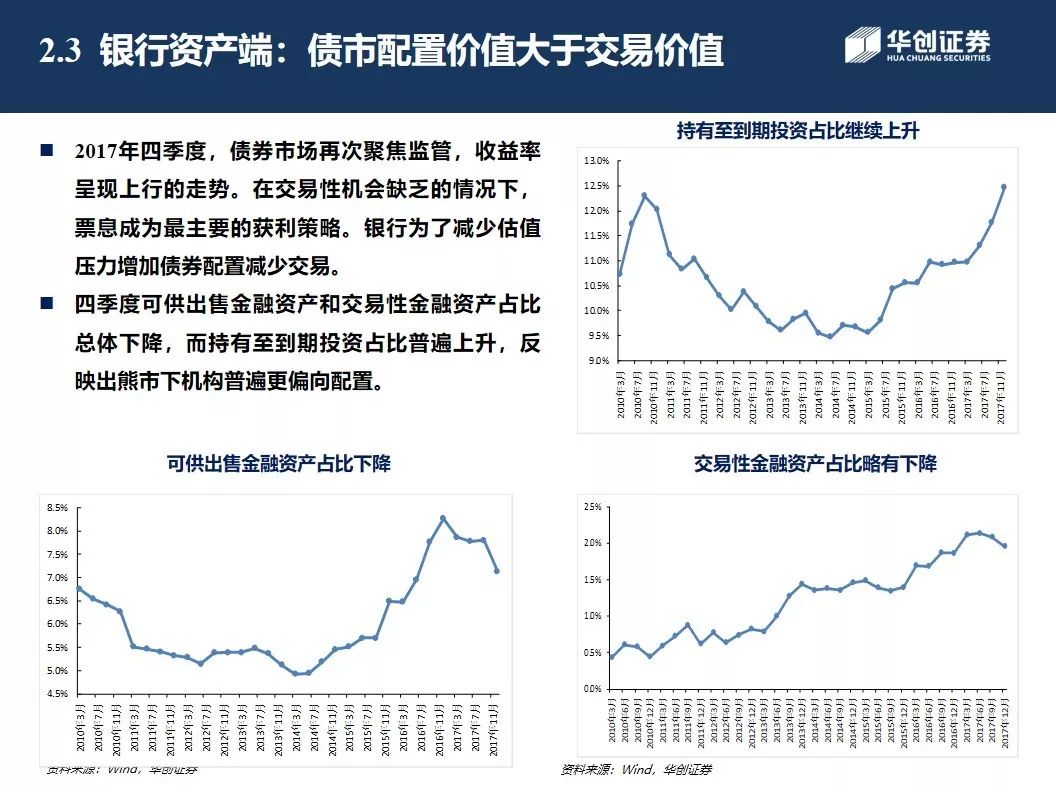 2.3 银行资产端：债市配置价值大于交易价值
华创证券
HUA CHUANG SECURITIES
■ 2017年四季度，债券市场再次聚焦监管，收益率
呈现上行的走势。在交易性机会缺乏的情况下，
票息成为最主要的获利策略。银行为了减少估值
压力增加债券配置减少交易。
■ 四季度可供出售金融资产和交易性金融资产占比
总体下降，而持有至到期投资占比普遍上升，反
映出熊市下机构普遍更偏向配置。
持有至到期投资占比继续上升
13.0%
12.5%
12.0%
11.5%
11.0%
10.5%
10.0%
9.5%
9.0%
2010年3月
2010年7月
2010年11月
2011年3月
2011年7月
2011年11月
2012年3月
2012年7月
2012年11月
2013年3月
2013年7月
2013年11月
2014年3月
2014年7月
2014年11月
2015年3月
2015年7月
2015年11月
2016年3月
2016年7月
2016年11月
2017年3月
2017年7月
2017年11月
可供出售金融资产占比下降
8.5%
8.0%
7.5%
7.0%
6.5%
6.0%
5.5%
5.0%
4.5%
2010年3月
2010年7月
2010年11月
2011年3月
2011年7月
2011年11月
2012年3月
2012年7月
2012年11月
2013年3月
2013年7月
2013年11月
2014年3月
2014年7月
2014年11月
2015年3月
2015年7月
2015年11月
2016年3月
2016年7月
2016年11月
2017年3月
2017年7月
2017年11月
资料来源：Wind，华创证券
交易性金融资产占比略有下降
2.5%
2.0%
1.5%
1.0%
0.5%
0.0%
2010年3月
2010年6月
2010年9月
2010年12月
2011年3月
2011年6月
2011年9月
2011年12月
2012年3月
2012年6月
2012年9月
2012年12月
2013年3月
2013年6月
2013年9月
2013年12月
2014年3月
2014年6月
2014年9月
2014年12月
2015年3月
2015年6月
2015年9月
2015年12月
2016年3月
2016年6月
2016年9月
2016年12月
2017年3月
2017年6月
2017年9月
2017年12月
资料来源：Wind，华创证券